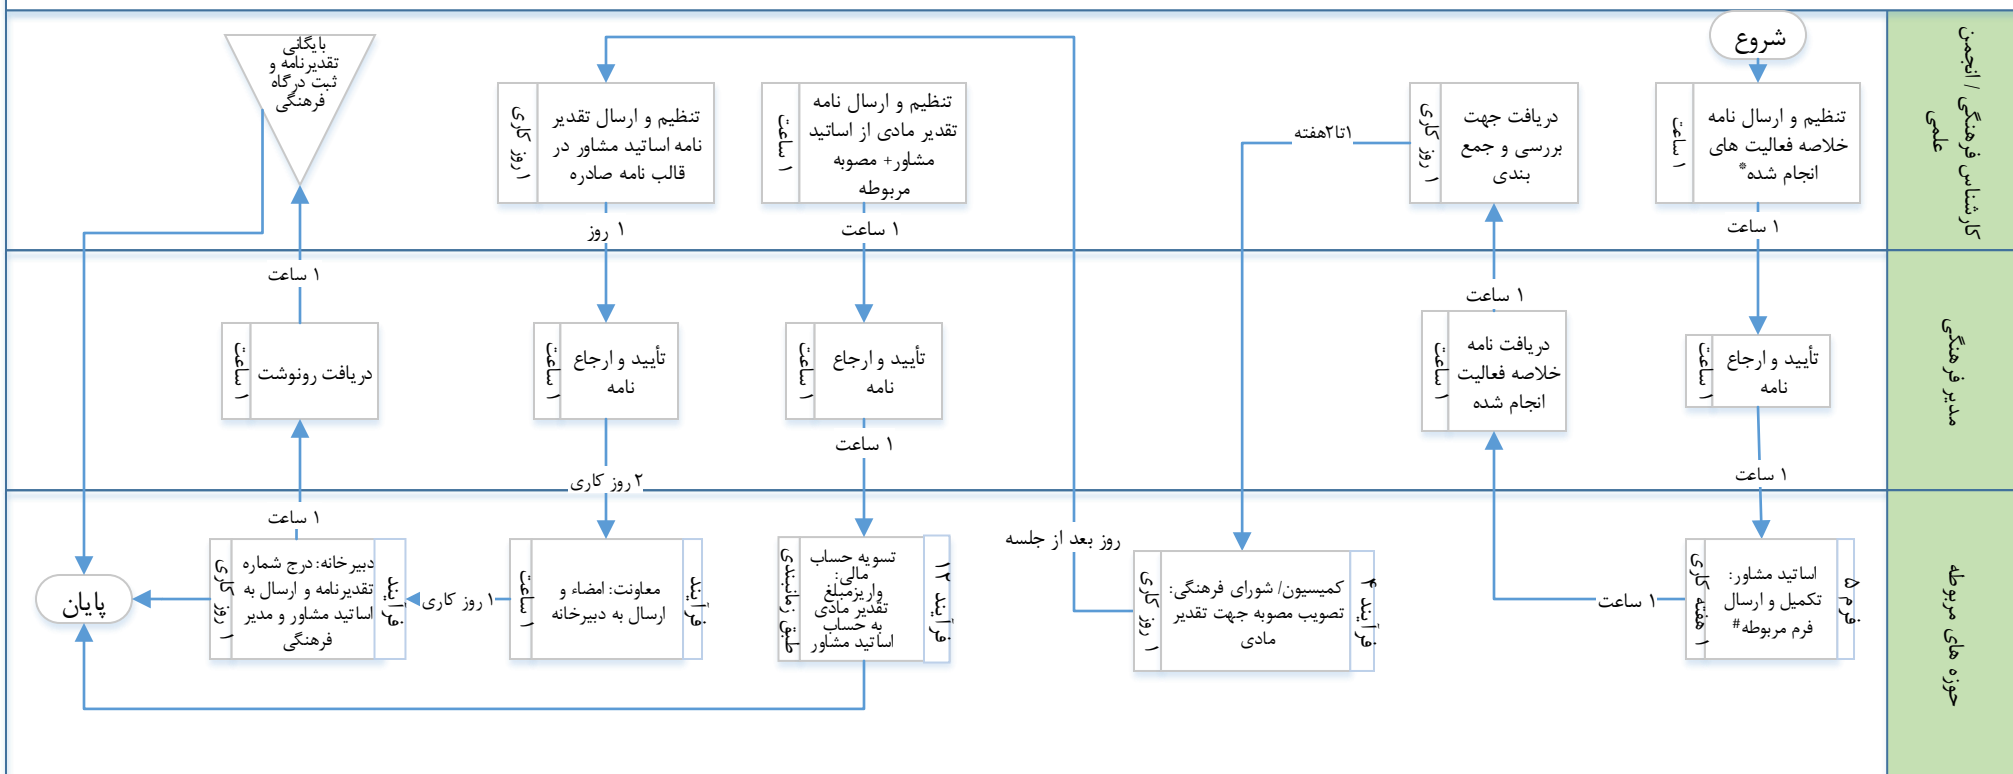 کارشناس فرهنگی / انجمن
علمی
شروع
تنظیم و ارسال نامه
خلاصه فعالیت های
انجام شده*
۱ ساعت
۱ ساعت
دریافت جهت
بررسی و جمع
بندی
۱ روز کاری
۱تا۲هفته
تنظیم و ارسال نامه
تقدیر مادی از اساتید
مشاور+ مصوبه
مربوطه
۱ ساعت
۱ ساعت
تنظیم و ارسال تقدیر
نامه اساتید مشاور در
قالب نامه صادره
۱روز کاری
۱ روز
بایگانی
تقدیرنامه و
ثبت درگاه
فرهنگی
۱ ساعت
مدیر فرهنگی
تأیید و ارجاع
نامه
۱ ساعت
۱ ساعت
۱ ساعت
دریافت نامه
خلاصه فعالیت
انجام شده
۱ ساعت
تأیید و ارجاع
نامه
۱ ساعت
۱ ساعت
تأیید و ارجاع
نامه
۱ ساعت
۲ روز کاری
دریافت رونوشت
۱ ساعت
۱ ساعت
حوزه های مربوطه
فرم ۵
اساتید مشاور:
تکمیل و ارسال
فرم مربوطه#
۱ هفته کاری
۱ ساعت
فرآیند ۴
کمیسیون/ شورای فرهنگی:
تصویب مصوبه جهت تقدیر
مادی
۱ روز کاری
روز بعد از جلسه
فرآیند ۱۲
تسویه حساب
مالی:
واریزمبلغ
تقدیر مادی
به حساب
اساتید مشاور
طبق زمانبندی
فرآیند
معاونت: امضاء و
ارسال به دبیرخانه
۱ساعت
۱ روز کاری
فرآیند
دبیرخانه: درج شماره
تقدیرنامه و ارسال به
اساتید مشاور و مدیر
فرهنگی
۱ روز کاری
پایان